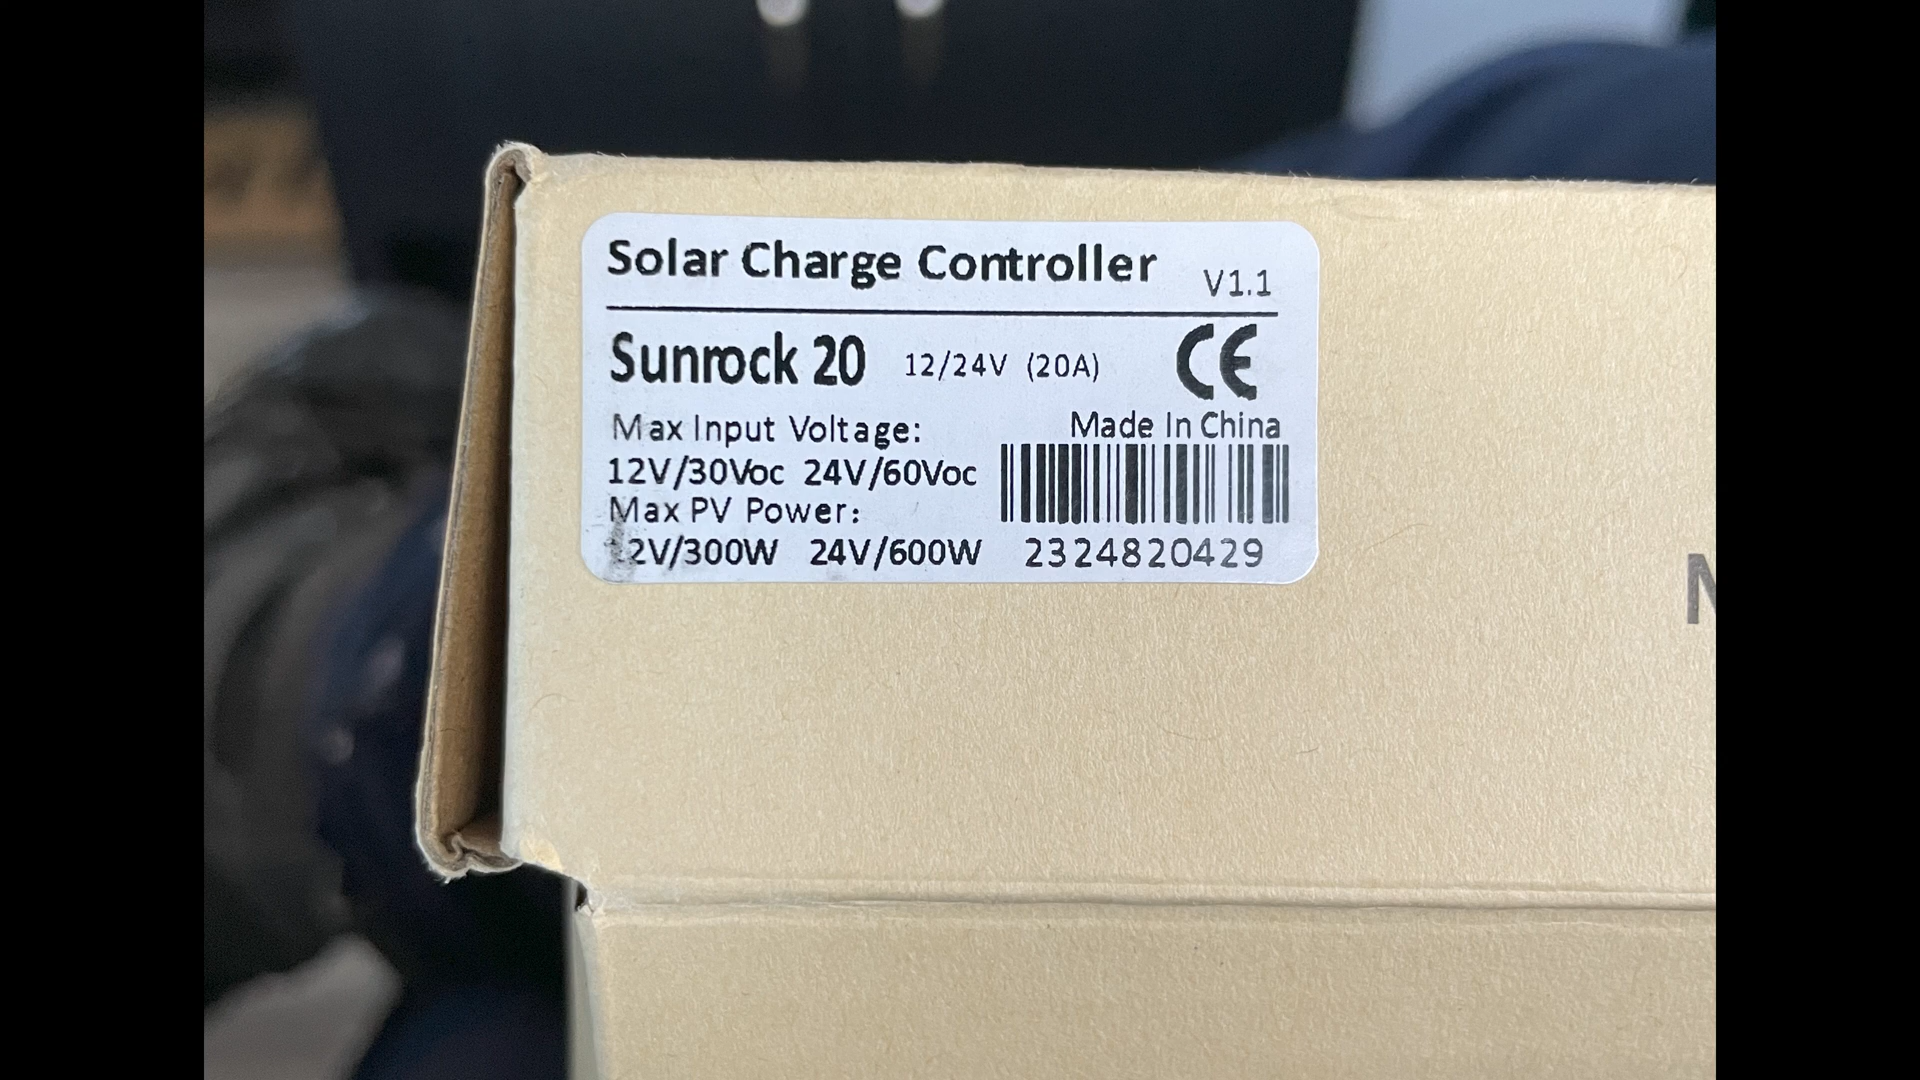 Solar Charge Controller V1.1
Sunrock 20 12/24V (20A) CE
Max Input Voltage: Made In China
12V/30Voc 24V/60Voc
Max PV Power:
12V/300W 24V/600W 2324820429